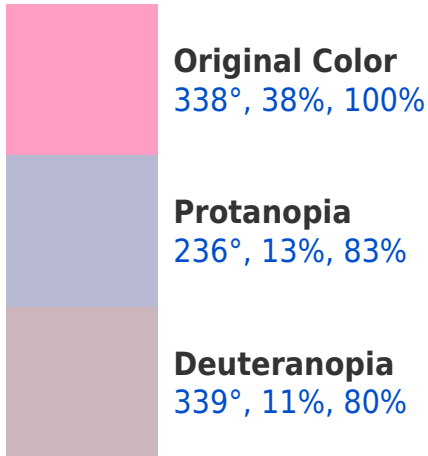 Original Color
338°, 38%, 100%
Protanopia
236°, 13%, 83%
Deuteranopia
339°, 11%, 80%